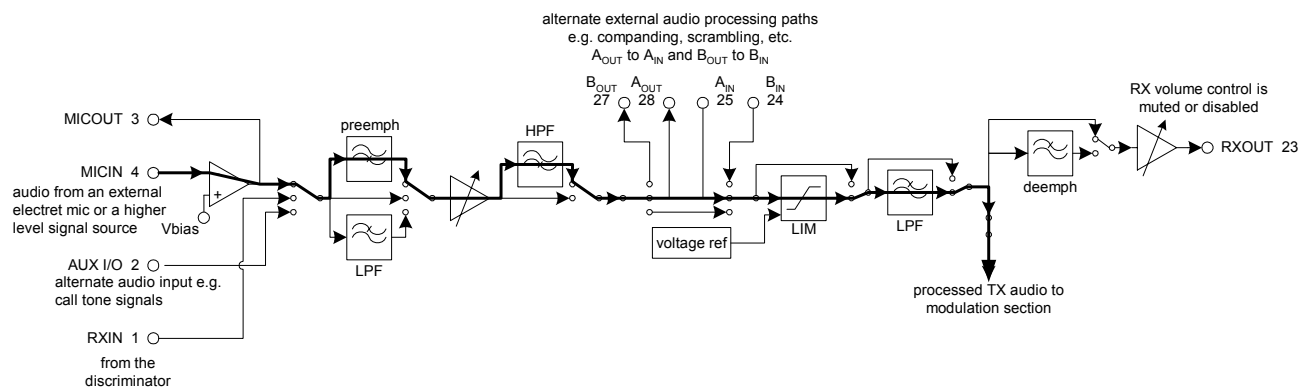 alternate external audio processing paths
e.g. companding, scrambling, etc.
AOUT to AIN and BOUT to BIN
BOUT AOUT AIN BIN
27 28 25 24
RX volume control is
muted or disabled
MICOUT 3
preemph
HPF
RXOUT 23
MICIN 4
audio from an external
electret mic or a higher
level signal source
+
Vbias
deemph
LIM
LPF
voltage ref
LPF
AUX I/O 2
alternate audio input e.g.
call tone signals
processed TX audio to
modulation section
RXIN 1
from the
discriminator